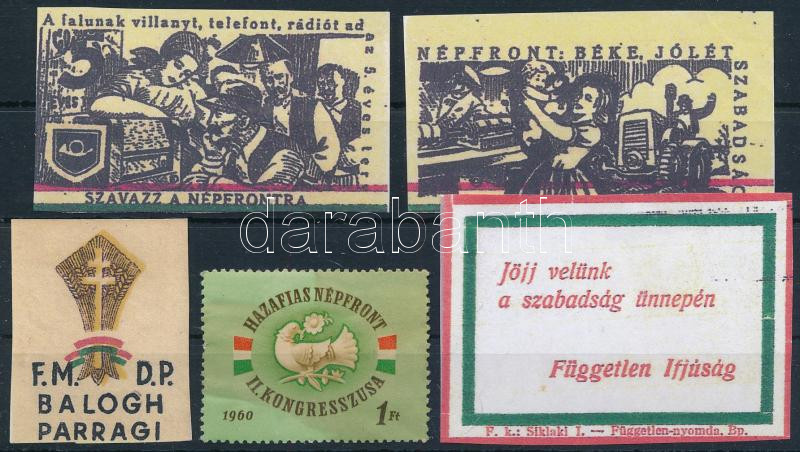 A falunak villanyt, telefont, rádiót ad
az 5. éves terv
SZAVAZZ A NÉPFRONTRA
NÉPFRONT: BÉKE, JÓLÉT
SZABADSÁG
F.M. D.P.
BALOGH
PARRAGI
HAZAFIAS NÉPFRONT
II. KONGRESSZUSA
1960
1 Ft
Jöjj velünk
a szabadság ünnepén
Független Ifjúság
F. k.: Siklaki I. — Független-nyomda, Bp.
darabanth